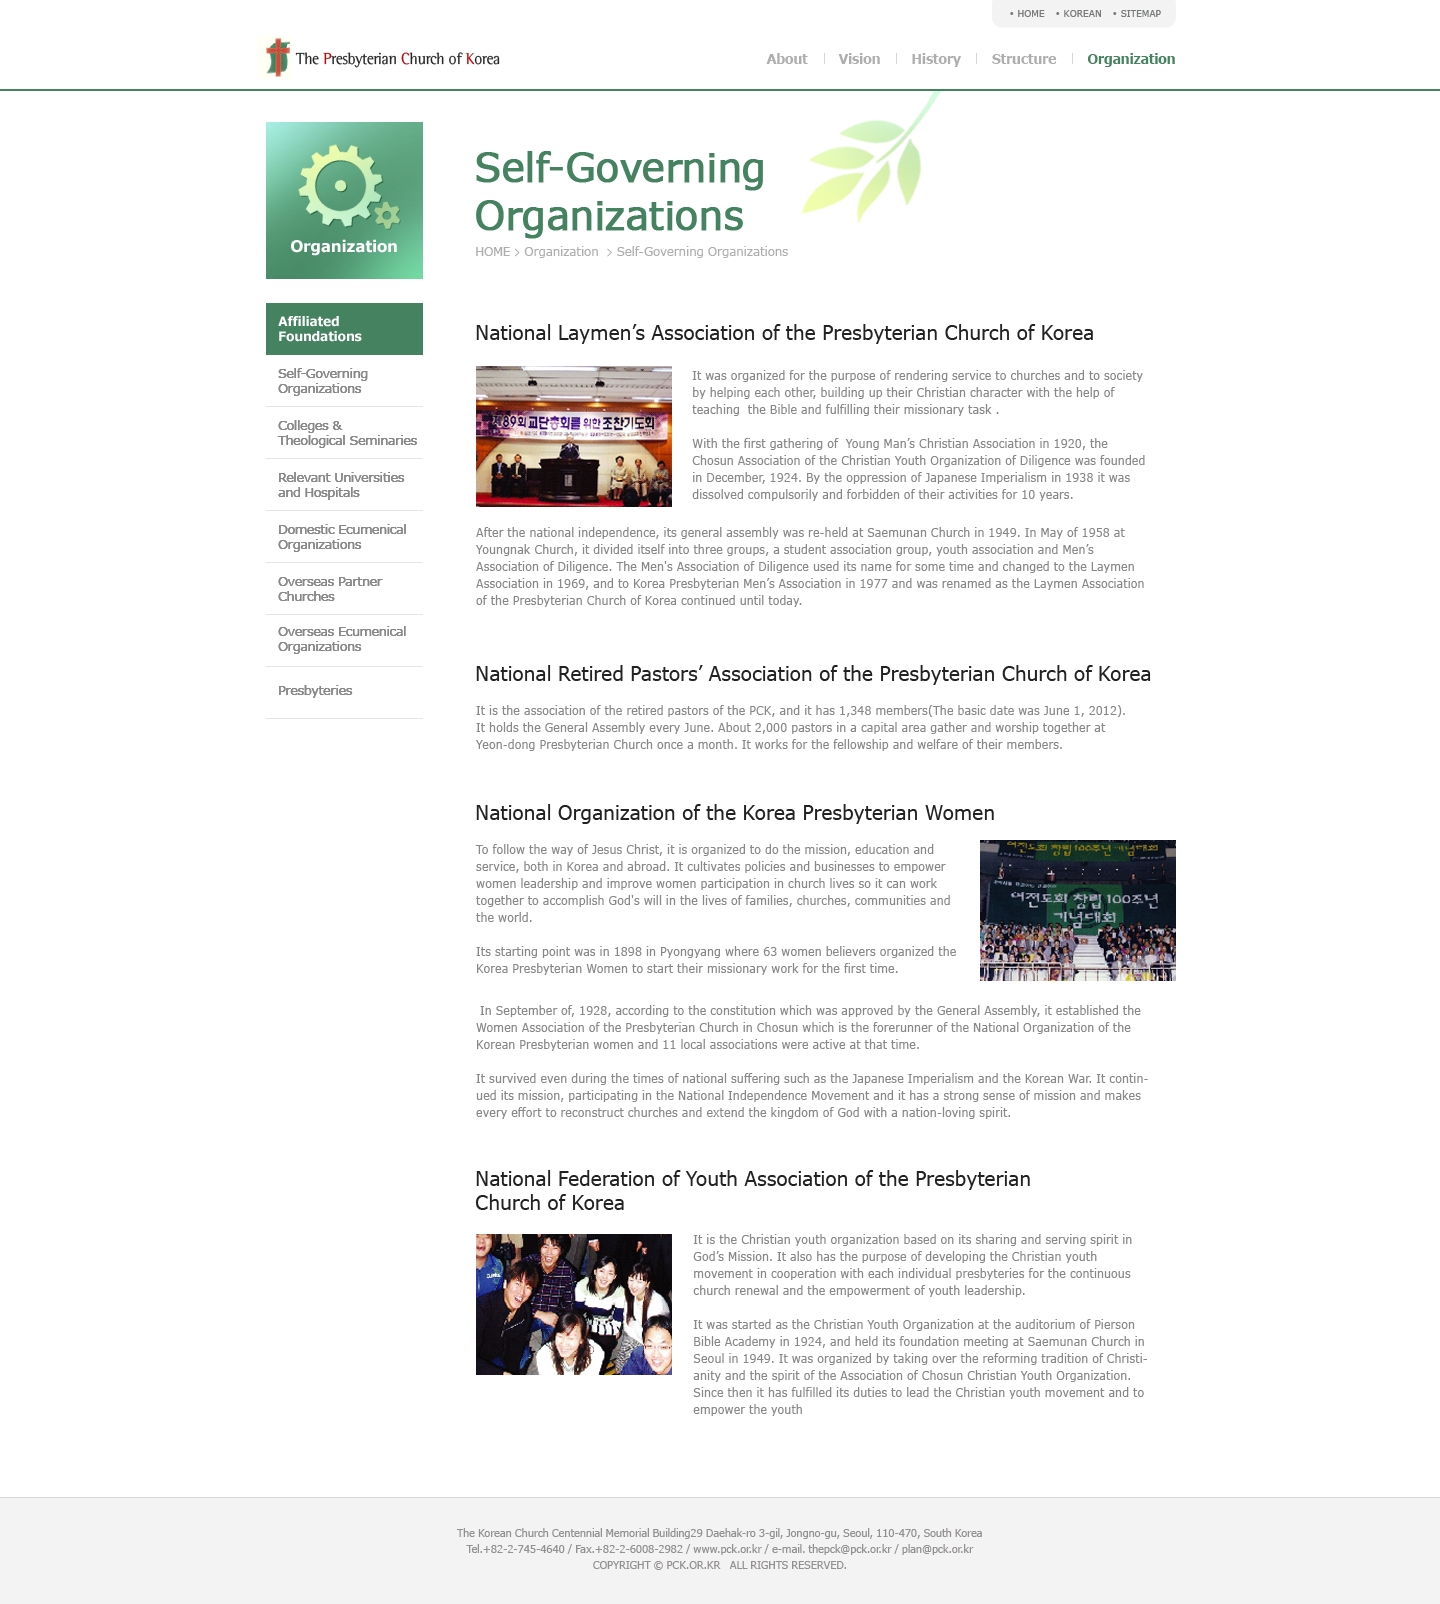 • HOME • KOREAN • SITEMAP
The Presbyterian Church of Korea
About Vision History Structure Organization
Organization
Affiliated
Foundations
Self-Governing
Organizations
Colleges &
Theological Seminaries
Relevant Universities
and Hospitals
Domestic Ecumenical
Organizations
Overseas Partner
Churches
Overseas Ecumenical
Organizations
Presbyteries
Self-Governing
Organizations
HOME > Organization > Self-Governing Organizations
National Laymen’s Association of the Presbyterian Church of Korea
제89회 교단총회를 위한 조찬기도회
It was organized for the purpose of rendering service to churches and to society
by helping each other, building up their Christian character with the help of
teaching  the Bible and fulfilling their missionary task .
With the first gathering of  Young Man’s Christian Association in 1920, the
Chosun Association of the Christian Youth Organization of Diligence was founded
in December, 1924. By the oppression of Japanese Imperialism in 1938 it was
dissolved compulsorily and forbidden of their activities for 10 years.
After the national independence, its general assembly was re-held at Saemunan Church in 1949. In May of 1958 at
Youngnak Church, it divided itself into three groups, a student association group, youth association and Men’s
Association of Diligence. The Men's Association of Diligence used its name for some time and changed to the Laymen
Association in 1969, and to Korea Presbyterian Men’s Association in 1977 and was renamed as the Laymen Association
of the Presbyterian Church of Korea continued until today.
National Retired Pastors’ Association of the Presbyterian Church of Korea
It is the association of the retired pastors of the PCK, and it has 1,348 members(The basic date was June 1, 2012).
It holds the General Assembly every June. About 2,000 pastors in a capital area gather and worship together at
Yeon-dong Presbyterian Church once a month. It works for the fellowship and welfare of their members.
National Organization of the Korea Presbyterian Women
To follow the way of Jesus Christ, it is organized to do the mission, education and
service, both in Korea and abroad. It cultivates policies and businesses to empower
women leadership and improve women participation in church lives so it can work
together to accomplish God's will in the lives of families, churches, communities and
the world.
Its starting point was in 1898 in Pyongyang where 63 women believers organized the
Korea Presbyterian Women to start their missionary work for the first time.
여전도회 창립 100주년 기념대회
여전도회 창립 100주년
기념대회
In September of, 1928, according to the constitution which was approved by the General Assembly, it established the
Women Association of the Presbyterian Church in Chosun which is the forerunner of the National Organization of the
Korean Presbyterian women and 11 local associations were active at that time.
It survived even during the times of national suffering such as the Japanese Imperialism and the Korean War. It contin-
ued its mission, participating in the National Independence Movement and it has a strong sense of mission and makes
every effort to reconstruct churches and extend the kingdom of God with a nation-loving spirit.
National Federation of Youth Association of the Presbyterian
Church of Korea
It is the Christian youth organization based on its sharing and serving spirit in
God’s Mission. It also has the purpose of developing the Christian youth
movement in cooperation with each individual presbyteries for the continuous
church renewal and the empowerment of youth leadership.
It was started as the Christian Youth Organization at the auditorium of Pierson
Bible Academy in 1924, and held its foundation meeting at Saemunan Church in
Seoul in 1949. It was organized by taking over the reforming tradition of Christi-
anity and the spirit of the Association of Chosun Christian Youth Organization.
Since then it has fulfilled its duties to lead the Christian youth movement and to
empower the youth
The Korean Church Centennial Memorial Building29 Daehak-ro 3-gil, Jongno-gu, Seoul, 110-470, South Korea
Tel.+82-2-745-4640 / Fax.+82-2-6008-2982 / www.pck.or.kr / e-mail. thepck@pck.or.kr / plan@pck.or.kr
COPYRIGHT © PCK.OR.KR   ALL RIGHTS RESERVED.